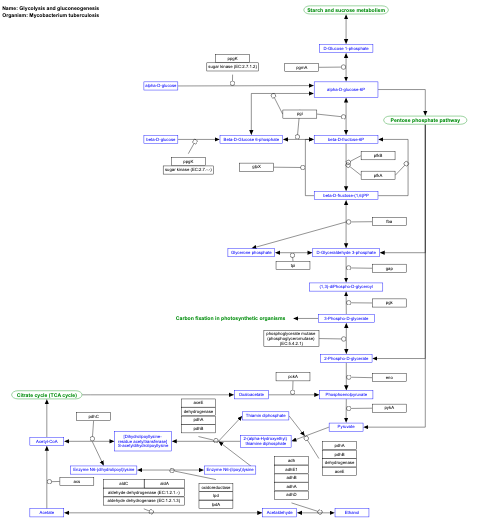 Name: Glycolysis and gluconeogenesis
Organism: Mycobacterium tuberculosis
Starch and sucrose metabolism
D-Glucose 1-phosphate
ppgK
sugar kinase (EC:2.7.1.2)
pgmA
alpha-D-glucose
alpha-D-glucose-6P
pgi
Pentose phosphate pathway
beta-D-glucose
Beta-D-Glucose 6-phosphate
beta-D-fructose-6P
ppgK
sugar kinase (EC:2.7.-.-)
glpX
pfkB
pfkA
beta-D-fructose-(1,6)PP
fba
Glycerone phosphate
D-Glyceraldehyde 3-phosphate
tpi
gap
(1,3)-diPhospho-D-glyceroyl
pgk
Carbon fixation in photosynthetic organisms
3-Phospho-D-glycerate
phosphoglycerate mutase
(phosphoglyceromutase)
(EC:5.4.2.1)
2-Phospho-D-glycerate
pckA
eno
Citrate cycle (TCA cycle)
Oxaloacetate
Phosphoenolpyruvate
pykA
aceE
dehydrogenase
pdhA
pdhB
pdhC
Thiamin diphosphate
Pyruvate
Acetyl-CoA
[Dihydrolipoyllysine-
residue acetyltransferase]
S-acetyldihydrolipoyllysine
2-(alpha-Hydroxyethyl)
thiamine diphosphate
pdhA
pdhB
dehydrogenase
aceE
Enzyme N6-(dihydrolipoyl)lysine
Enzyme N6-(lipoyl)lysine
acs
aldC
aldA
aldehyde dehydrogenase (EC:1.2.1.-)
aldehyde dehydrogenase (EC:1.2.1.3)
oxidoreductase
lpd
lpdA
adh
adhE1
adhB
adhA
adhD
Acetate
Acetaldehyde
Ethanol